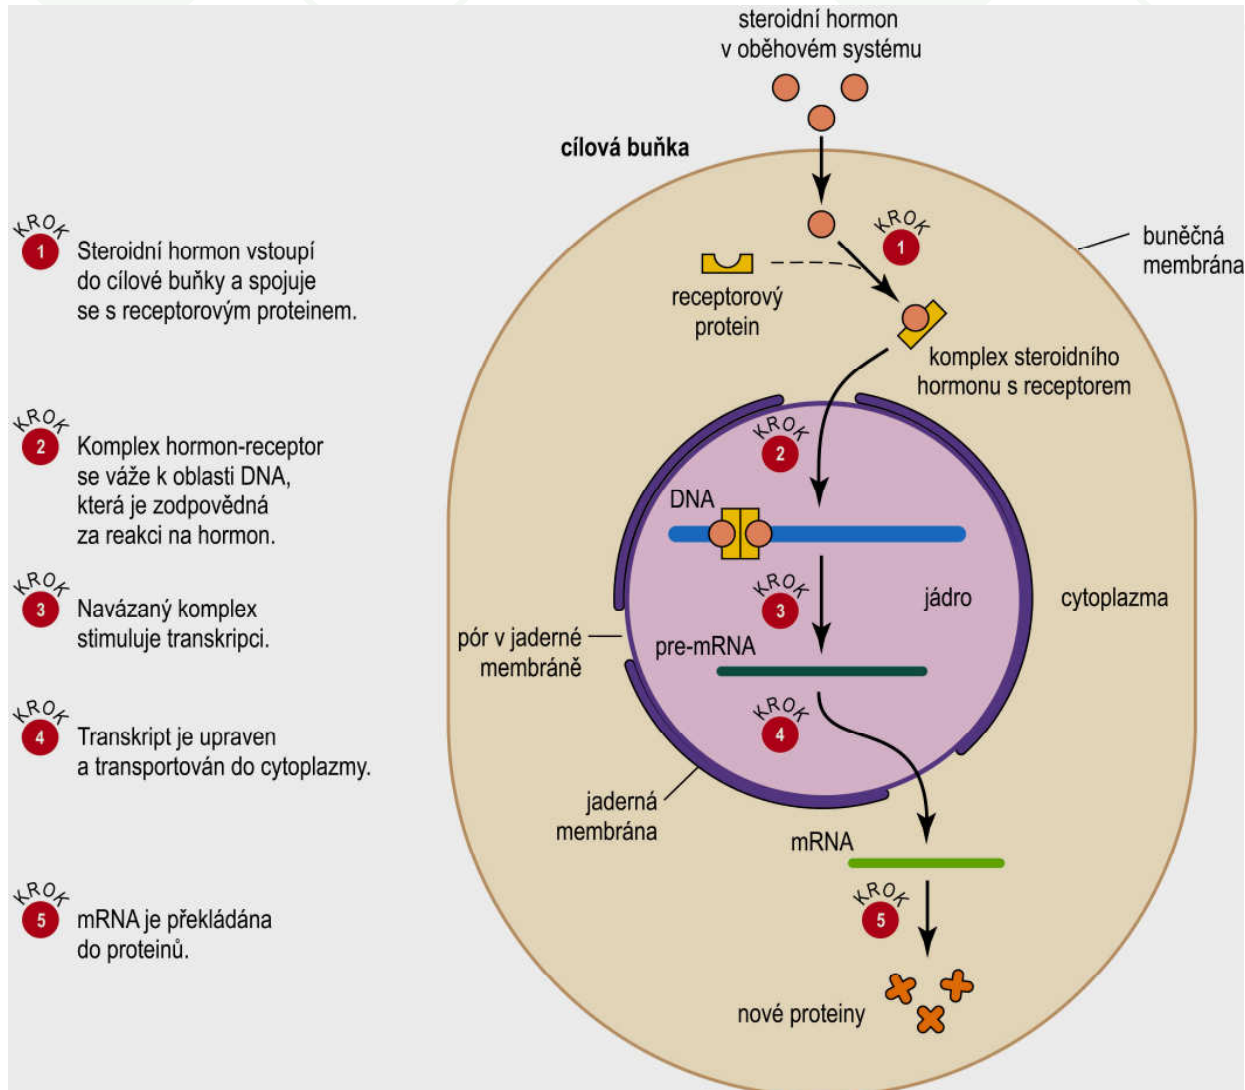 steroidní hormon
v oběhovém systému
cílová buňka
KROK
1
Steroidní hormon vstoupí
do cílové buňky a spojuje
se s receptorovým proteinem.
KROK
1
buněčná
membrána
receptorový
protein
komplex steroidního
hormonu s receptorem
KROK
2
Komplex hormon-receptor
se váže k oblasti DNA,
která je zodpovědná
za reakci na hormon.
KROK
2
DNA
KROK
3
Navázaný komplex
stimuluje transkripci.
KROK
3
jádro
cytoplazma
pór v jaderné
membráně
pre-mRNA
KROK
4
Transkript je upraven
a transportován do cytoplazmy.
KROK
4
jaderná
membrána
mRNA
KROK
5
mRNA je překládána
do proteinů.
KROK
5
nové proteiny